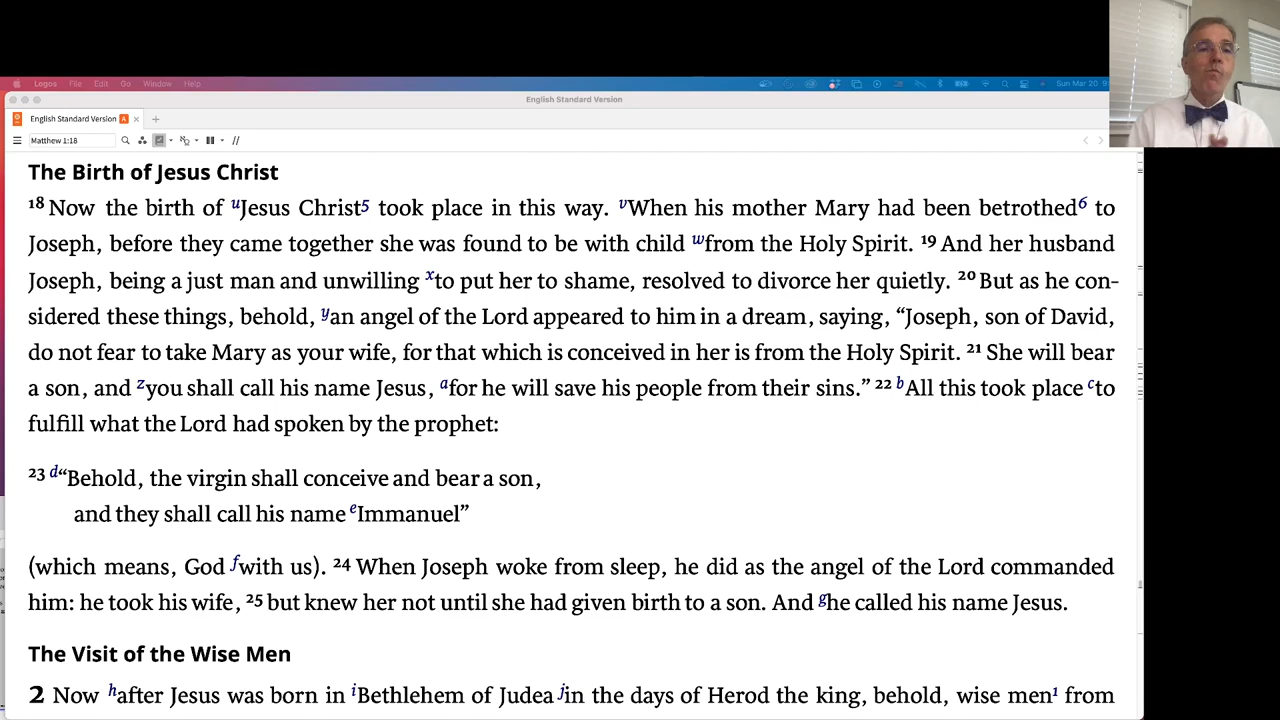 Logos File Edit Go Window Help
Sun Mar 20
English Standard Version
English Standard Version A × +
Matthew 1:18
The Birth of Jesus Christ
18 Now the birth of uJesus Christ5 took place in this way. vWhen his mother Mary had been betrothed6 to
Joseph, before they came together she was found to be with child wfrom the Holy Spirit. 19 And her husband
Joseph, being a just man and unwilling xto put her to shame, resolved to divorce her quietly. 20 But as he con-
sidered these things, behold, yan angel of the Lord appeared to him in a dream, saying, “Joseph, son of David,
do not fear to take Mary as your wife, for that which is conceived in her is from the Holy Spirit. 21 She will bear
a son, and zyou shall call his name Jesus, afor he will save his people from their sins.” 22 bAll this took place cto
fulfill what the Lord had spoken by the prophet:
23 d“Behold, the virgin shall conceive and bear a son,
and they shall call his name eImmanuel”
(which means, God fwith us). 24 When Joseph woke from sleep, he did as the angel of the Lord commanded
him: he took his wife, 25 but knew her not until she had given birth to a son. And ghe called his name Jesus.
The Visit of the Wise Men
2 Now hafter Jesus was born in iBethlehem of Judea jin the days of Herod the king, behold, wise men1 from